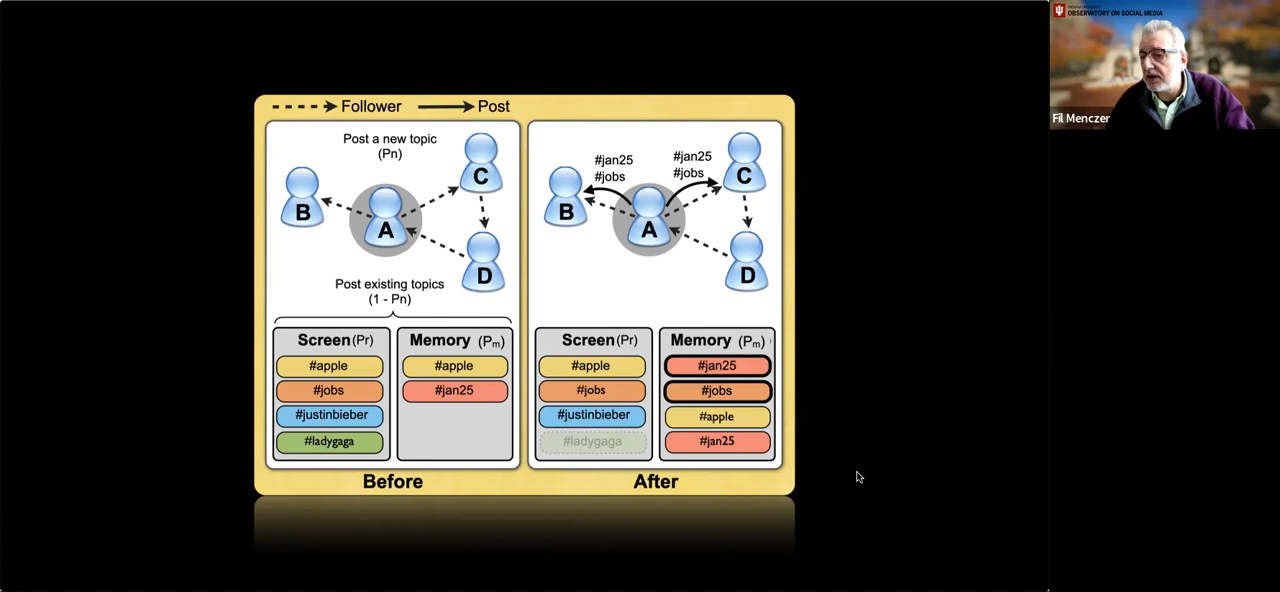 Follower Post
Post a new topic
(Pn)
B
A
C
D
Post existing topics
(1 - Pn)
Screen (Pr)
#apple
#jobs
#justinbieber
#ladygaga
Memory (Pm)
#apple
#jan25
Before
#jan25
#jobs
#jan25
#jobs
B
A
C
D
Screen (Pr)
#apple
#jobs
#justinbieber
#ladygaga
Memory (Pm)
#jan25
#jobs
#apple
#jan25
After
OBSERVATORY ON SOCIAL MEDIA
Fil Menczer